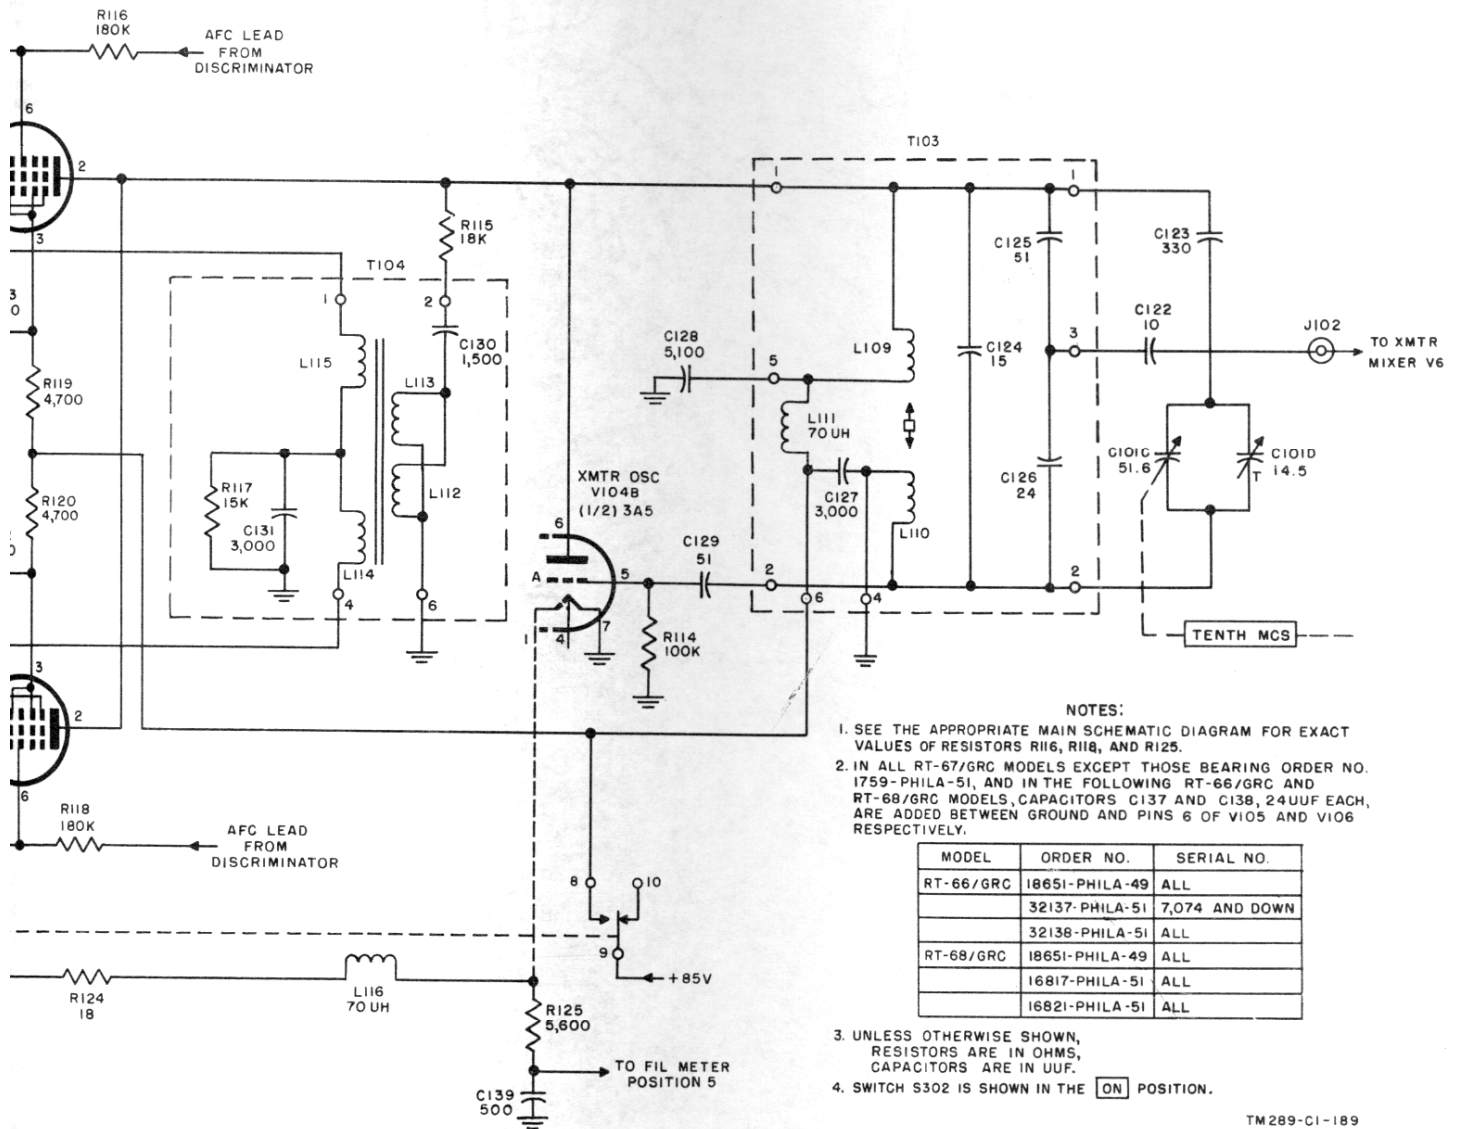 R116
180K
AFC LEAD
FROM
DISCRIMINATOR
6
2
3
T103
1
1
R115
18K
C125
51
C123
330
T104
1
2
3
0
C130
1,500
L115
L113
C128
5,100
5
L109
C124
15
3
C122
10
J102
TO XMTR
MIXER V6
R119
4,700
L111
70 UH
C101C
51.6
C101D
14.5
T
R117
15K
L112
XMTR OSC
V104B
(1/2) 3A5
C127
3,000
C126
24
R120
4,700
C131
3,000
L110
6
C129
51
A
5
2
2
L114
4
6
1
4
7
6
4
R114
100K
TENTH MCS
3
2
6
R118
180K
AFC LEAD
FROM
DISCRIMINATOR
8
10
9
+85V
R124
18
L116
70 UH
R125
5,600
TO FIL METER
POSITION 5
C139
500
NOTES:
1. SEE THE APPROPRIATE MAIN SCHEMATIC DIAGRAM FOR EXACT
VALUES OF RESISTORS R116, R118, AND R125.
2. IN ALL RT-67/GRC MODELS EXCEPT THOSE BEARING ORDER NO.
1759-PHILA-51, AND IN THE FOLLOWING RT-66/GRC AND
RT-68/GRC MODELS, CAPACITORS C137 AND C138, 24UUF EACH,
ARE ADDED BETWEEN GROUND AND PINS 6 OF V105 AND V106
RESPECTIVELY.
MODEL ORDER NO. SERIAL NO.
RT-66/GRC 18651-PHILA-49 ALL
32137-PHILA-51 7,074 AND DOWN
32138-PHILA-51 ALL
RT-68/GRC 18651-PHILA-49 ALL
16817-PHILA-51 ALL
16821-PHILA-51 ALL
3. UNLESS OTHERWISE SHOWN,
RESISTORS ARE IN OHMS,
CAPACITORS ARE IN UUF.
4. SWITCH S302 IS SHOWN IN THE ON POSITION.
TM289-C1-189